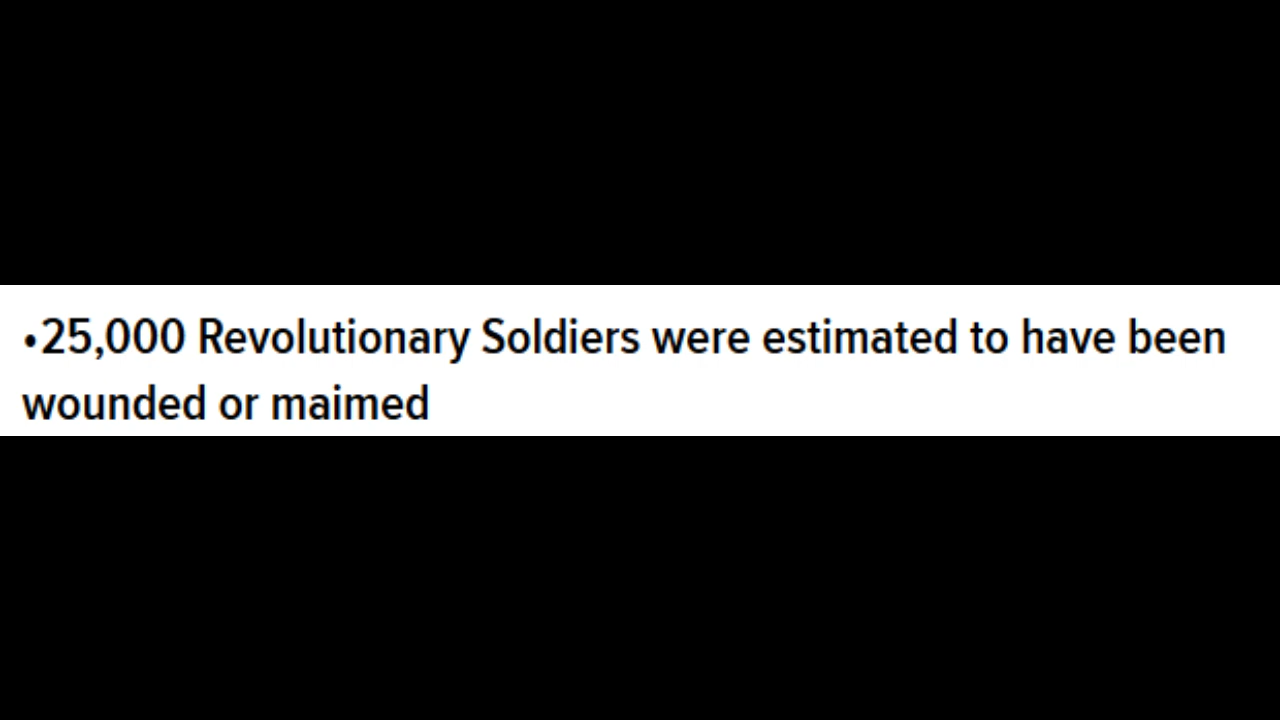 •25,000 Revolutionary Soldiers were estimated to have been
wounded or maimed